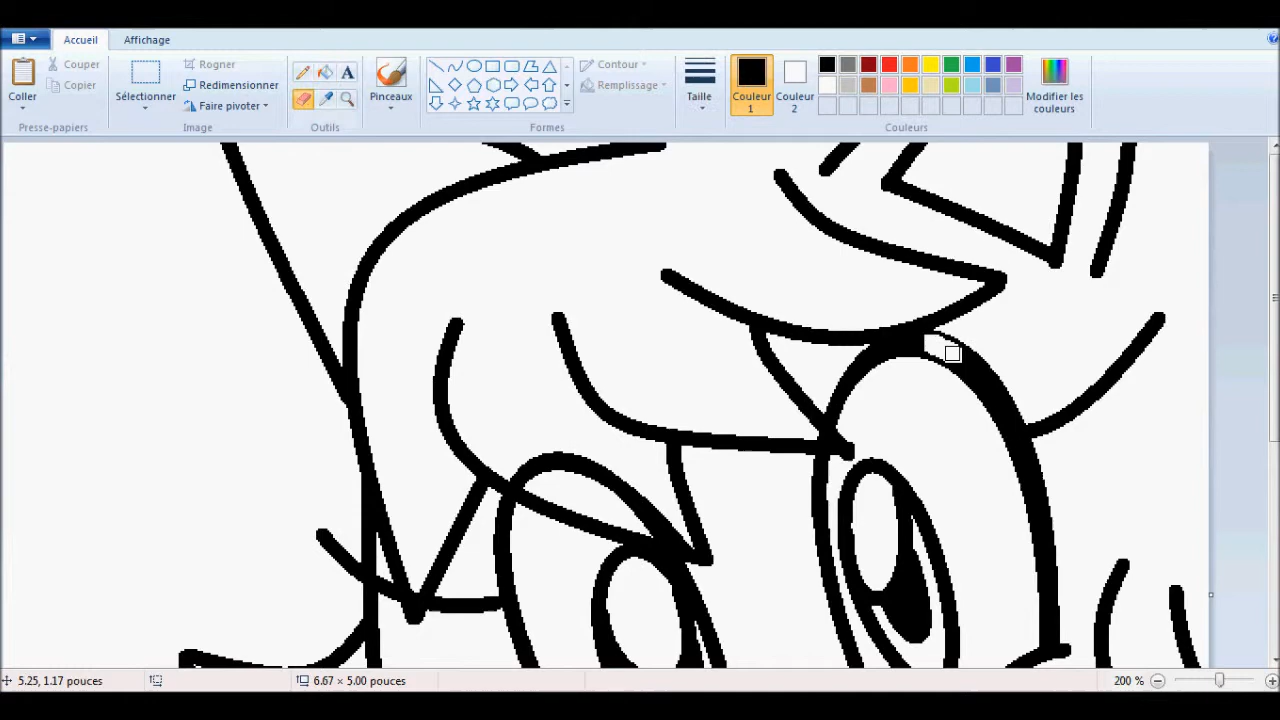 Accueil Affichage
Coller
Couper
Copier
Presse-papiers
Sélectionner
Rogner
Redimensionner
Faire pivoter
Image
A
Outils
Pinceaux
Contour
Remplissage
Formes
Taille
Couleur 1
Couleur 2
Modifier les couleurs
Couleurs
5.25, 1.17 pouces 6.67 × 5.00 pouces 200 %